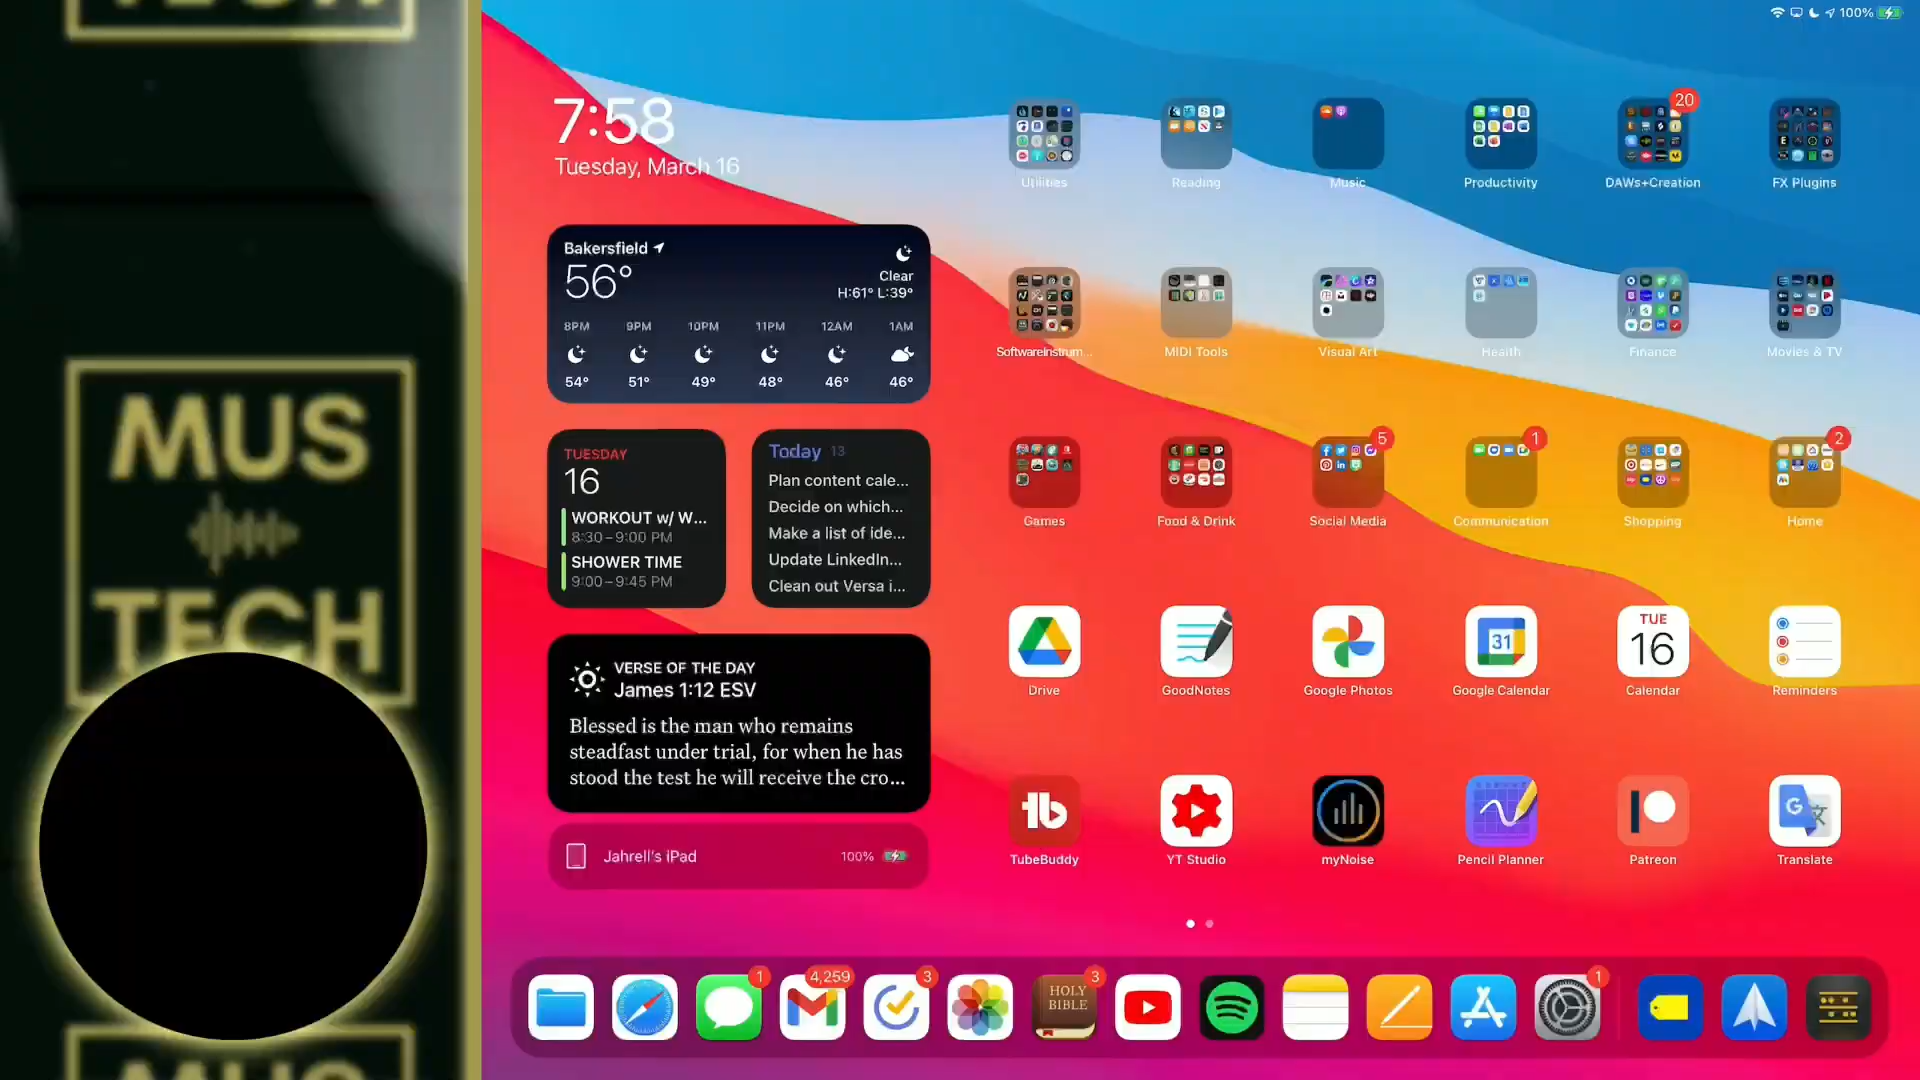 MUS
TECH
100%
7:58
Tuesday, March 16
Bakersfield
56°
Clear
H:61° L:39°
8PM 9PM 10PM 11PM 12AM 1AM
54° 51° 49° 48° 46° 46°
TUESDAY
16
WORKOUT w/ W...
8:30–9:00 PM
SHOWER TIME
9:00–9:45 PM
Today 13
Plan content cale...
Decide on which...
Make a list of ide...
Update LinkedIn...
Clean out Versa i...
VERSE OF THE DAY
James 1:12 ESV
Blessed is the man who remains
steadfast under trial, for when he has
stood the test he will receive the cro...
Jahrell's iPad 100%
20
Utilities Reading Music Productivity DAWs+Creation FX Plugins
SoftwareInstrum... MIDI Tools Visual Art Health Finance Movies & TV
5 1 2
Games Food & Drink Social Media Communication Shopping Home
31 TUE 16
Drive GoodNotes Google Photos Google Calendar Calendar Reminders
tb G
TubeBuddy YT Studio myNoise Pencil Planner Patreon Translate
1 4,259 3 3 1
HOLY
BIBLE
TECH
MUS